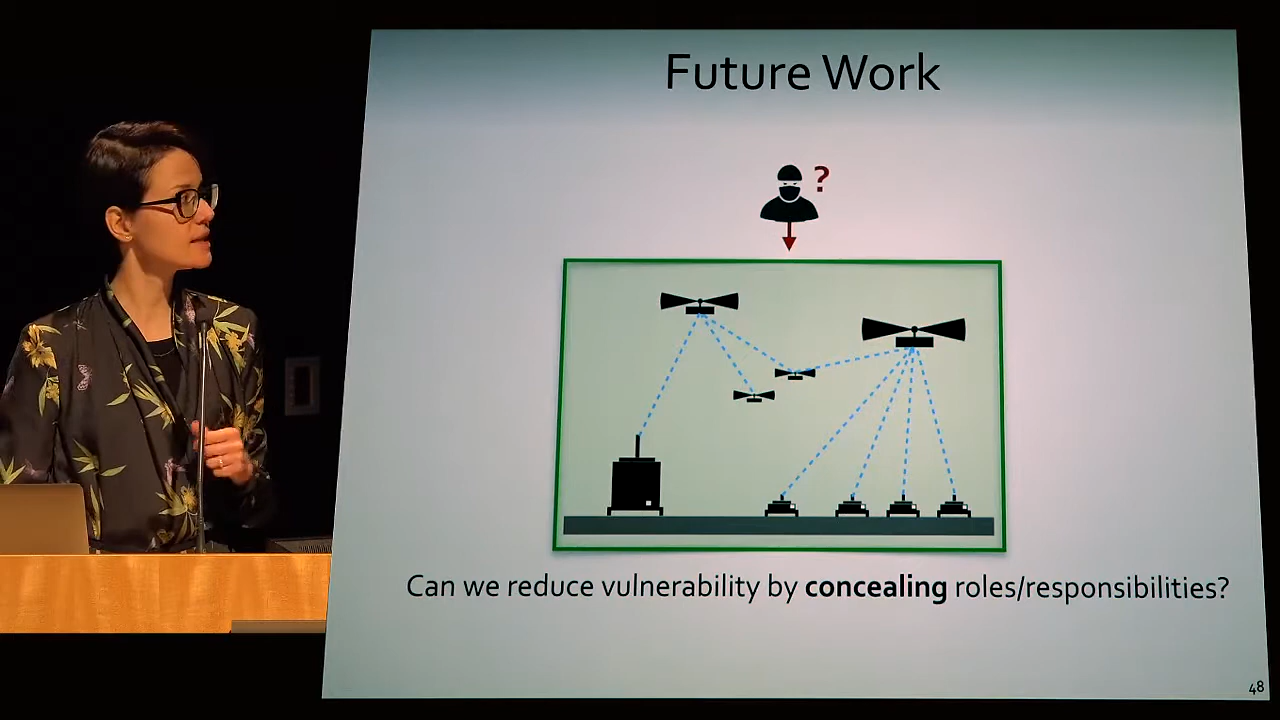 Future Work
?
Can we reduce vulnerability by concealing roles/responsibilities?
48